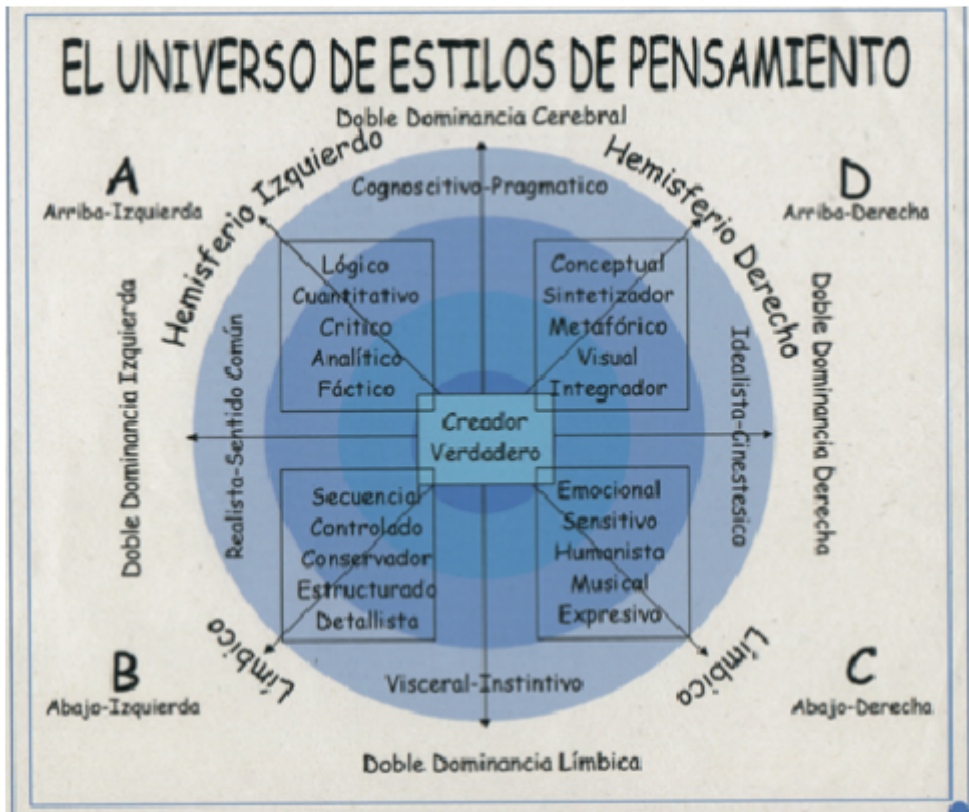 EL UNIVERSO DE ESTILOS DE PENSAMIENTO
Doble Dominancia Cerebral
A
Arriba-Izquierda
Hemisferio Izquierdo
Cognoscitivo-Pragmatico
Hemisferio Derecho
D
Arriba-Derecha
Lógico
Cuantitativo
Critico
Analítico
Fáctico
Conceptual
Sintetizador
Metafórico
Visual
Integrador
Doble Dominancia Izquierda
Realista-Sentido Común
Creador
Verdadero
Idealista-Cinestesica
Doble Dominancia Derecha
Secuencial
Controlado
Conservador
Estructurado
Detallista
Emocional
Sensitivo
Humanista
Musical
Expresivo
B
Abajo-Izquierda
Límbico
Visceral-Instintivo
Límbico
C
Abajo-Derecha
Doble Dominancia Límbica